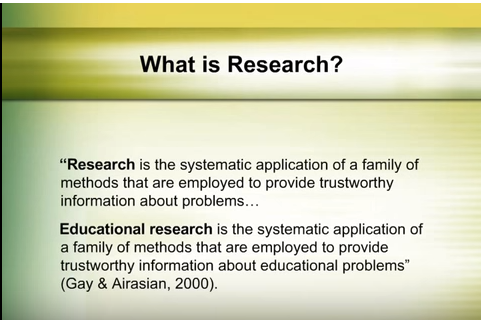 What is Research?
“Research is the systematic application of a family of
methods that are employed to provide trustworthy
information about problems…
Educational research is the systematic application of
a family of methods that are employed to provide
trustworthy information about educational problems”
(Gay & Airasian, 2000).